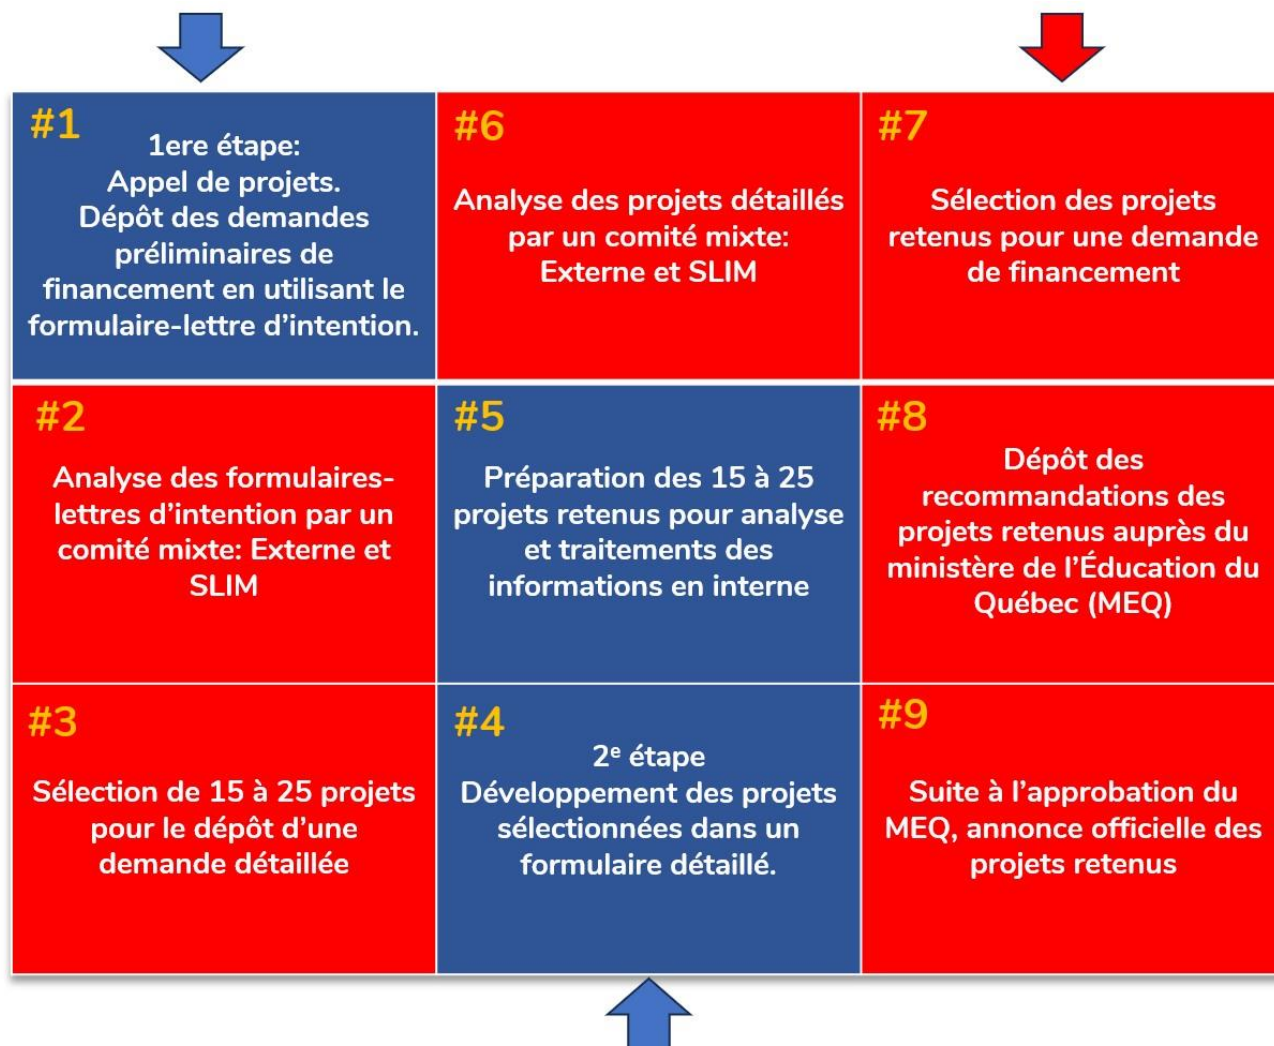 #1
1ere étape:
Appel de projets.
Dépôt des demandes
préliminaires de
financement en utilisant le
formulaire-lettre d’intention.
#6
Analyse des projets détaillés
par un comité mixte:
Externe et SLIM
#7
Sélection des projets
retenus pour une demande
de financement
#2
Analyse des formulaires-
lettres d’intention par un
comité mixte: Externe et
SLIM
#5
Préparation des 15 à 25
projets retenus pour analyse
et traitements des
informations en interne
#8
Dépôt des
recommandations des
projets retenus auprès du
ministère de l’Éducation du
Québec (MEQ)
#3
Sélection de 15 à 25 projets
pour le dépôt d’une
demande détaillée
#4
2e étape
Développement des projets
sélectionnées dans un
formulaire détaillé.
#9
Suite à l’approbation du
MEQ, annonce officielle des
projets retenus